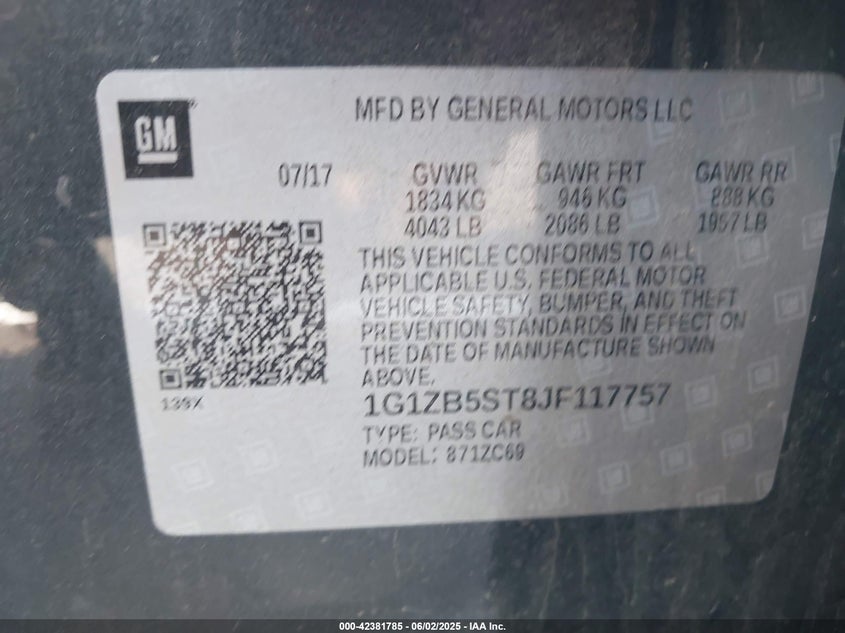 GM
MFD BY GENERAL MOTORS LLC
07/17 GVWR GAWR FRT GAWR RR
1834 KG 946 KG 888 KG
4043 LB 2086 LB 1957 LB
THIS VEHICLE CONFORMS TO ALL
APPLICABLE U.S. FEDERAL MOTOR
VEHICLE SAFETY, BUMPER, AND THEFT
PREVENTION STANDARDS IN EFFECT ON
THE DATE OF MANUFACTURE SHOWN
ABOVE.
139X
1G1ZB5ST8JF117757
TYPE: PASS CAR
MODEL: 871ZC69
000-42381785 - 06/02/2025 - IAA Inc.